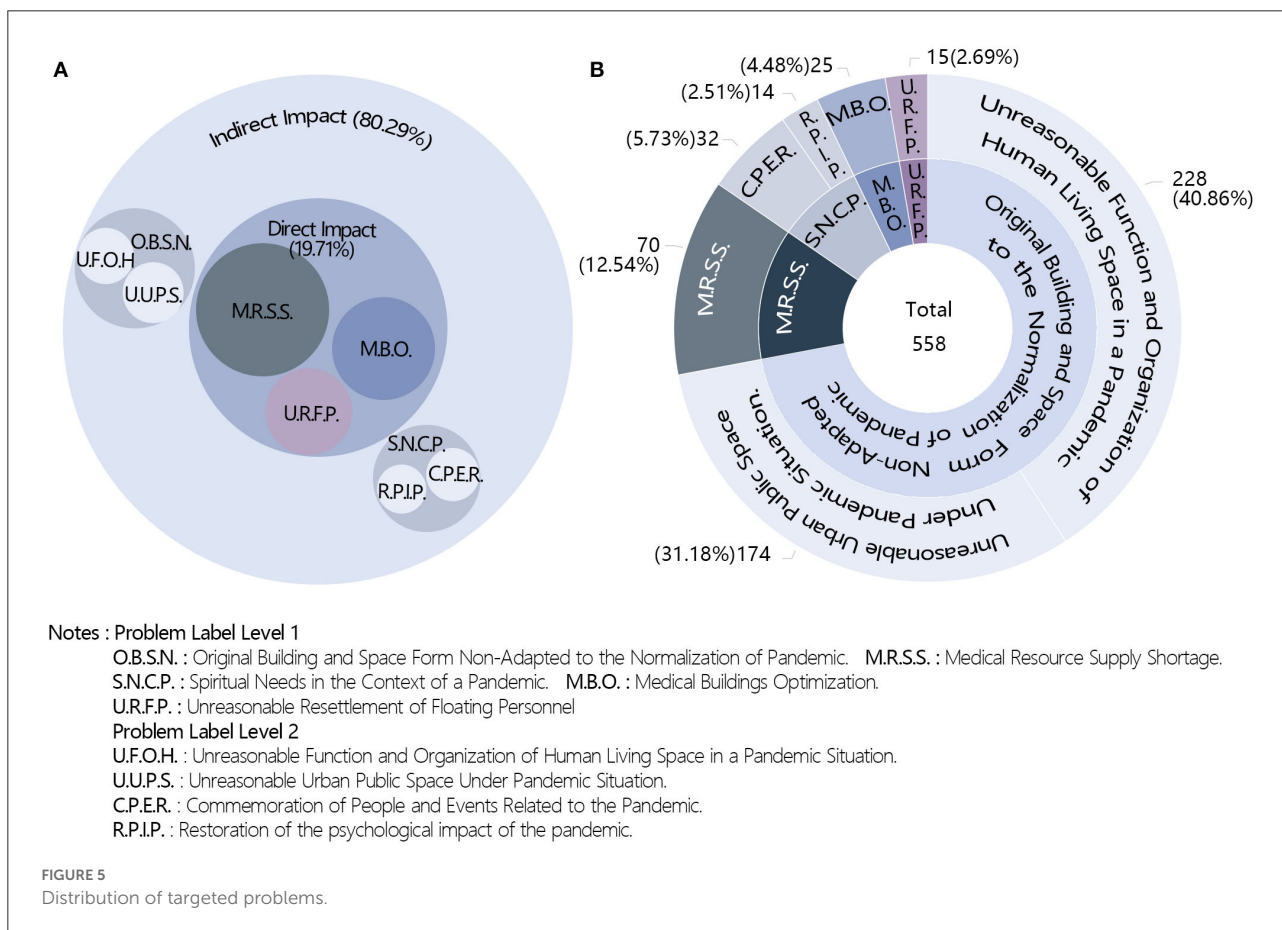 A
Indirect Impact (80.29%)
O.B.S.N.
U.F.O.H
U.U.P.S.
Direct Impact
(19.71%)
M.R.S.S.
M.B.O.
U.R.F.P.
S.N.C.P.
C.P.E.R.
R.P.I.P.
B
15(2.69%)
(4.48%)25
(2.51%)14
(5.73%)32
70
(12.54%)
228
(40.86%)
(31.18%)174
U.R.F.P.
M.B.O.
R.P.I.P.
C.P.E.R.
M.R.S.S.
Unreasonable Function and Organization of
Human Living Space in a Pandemic
Unreasonable Urban Public Space
Under Pandemic Situation.
U.R.F.P.
M.B.O.
S.N.C.P.
M.R.S.S.
Original Building and Space Form Non-Adapted
to the Normalization of Pandemic
Total
558
Notes : Problem Label Level 1
O.B.S.N. : Original Building and Space Form Non-Adapted to the Normalization of Pandemic. M.R.S.S. : Medical Resource Supply Shortage.
S.N.C.P. : Spiritual Needs in the Context of a Pandemic. M.B.O. : Medical Buildings Optimization.
U.R.F.P. : Unreasonable Resettlement of Floating Personnel
Problem Label Level 2
U.F.O.H. : Unreasonable Function and Organization of Human Living Space in a Pandemic Situation.
U.U.P.S. : Unreasonable Urban Public Space Under Pandemic Situation.
C.P.E.R. : Commemoration of People and Events Related to the Pandemic.
R.P.I.P. : Restoration of the psychological impact of the pandemic.
FIGURE 5
Distribution of targeted problems.